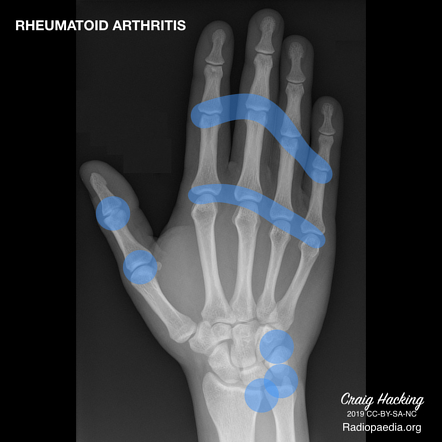 RHEUMATOID ARTHRITIS
Craig Hacking
2019 CC-BY-SA-NC
Radiopaedia.org